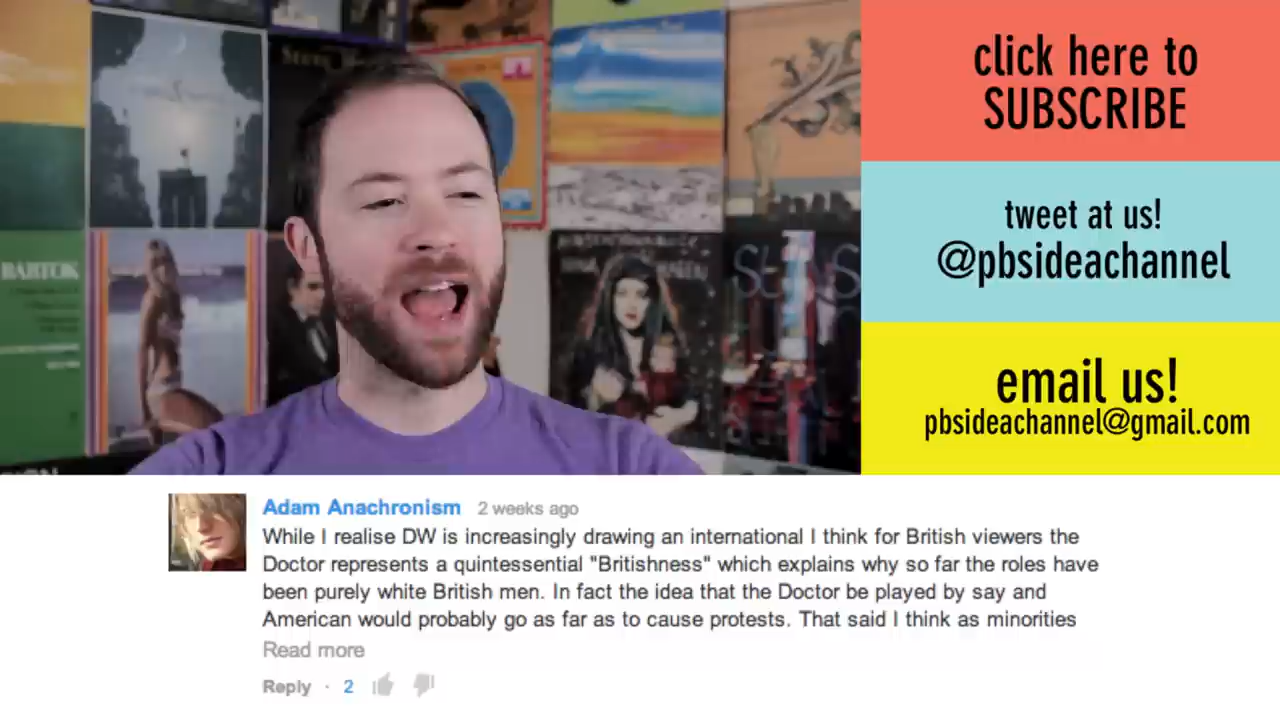 click here to
SUBSCRIBE
tweet at us!
@pbsideachannel
email us!
pbsideachannel@gmail.com
BARTOK
Adam Anachronism 2 weeks ago
While I realise DW is increasingly drawing an international I think for British viewers the
Doctor represents a quintessential "Britishness" which explains why so far the roles have
been purely white British men. In fact the idea that the Doctor be played by say and
American would probably go as far as to cause protests. That said I think as minorities
Read more
Reply · 2